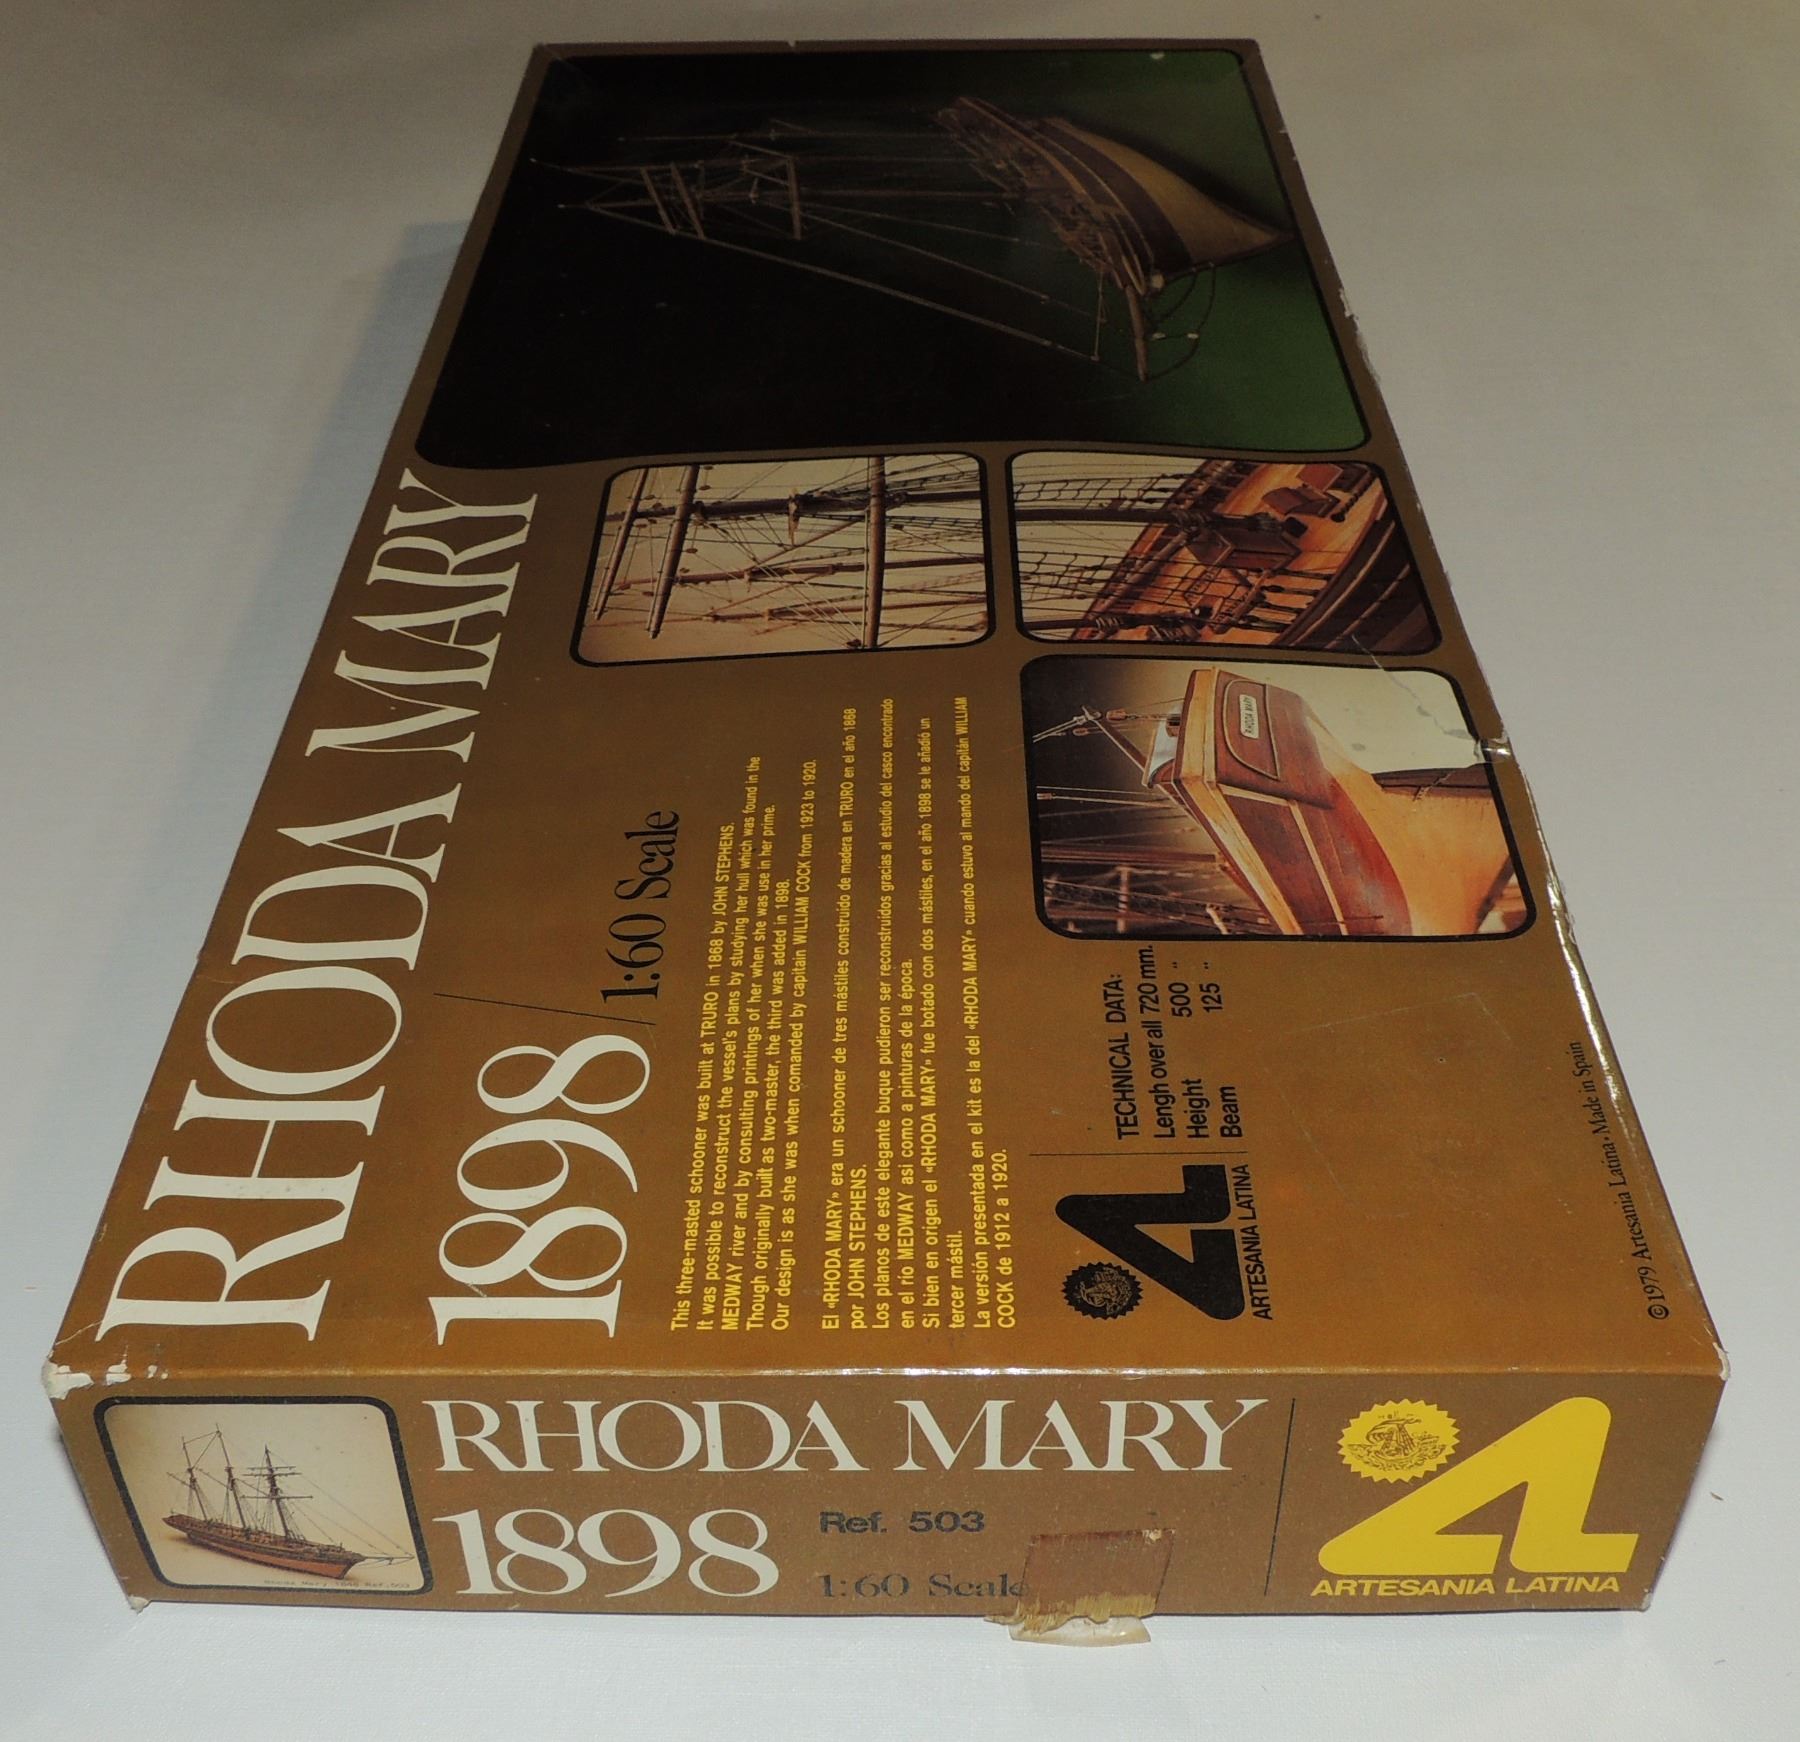 RHODA MARY
1898
1:60 Scale
This three-masted schooner was built at TRURO in 1868 by JOHN STEPHENS.
It was possible to reconstruct the vessel's plans by studying her hull which was found in the
MEDWAY river and by consulting printings of her when she was use in her prime.
Though originally built as two-master, the third was added in 1898.
Our design is as she was when comanded by capitain WILLIAM COCK from 1923 to 1920.
El «RHODA MARY» era un schooner de tres mástiles construido de madera en TRURO en el año 1868
por JOHN STEPHENS.
Los planos de este elegante buque pudieron ser reconstruidos gracias al estudio del casco encontrado
en el río MEDWAY asi como a pinturas de la época.
Si bien en orígen el «RHODA MARY» fue botado con dos mástiles, en el año 1898 se le añadió un
tercer mástil.
La versión presentada en el kit es la del «RHODA MARY» cuando estuvo al mando del capitán WILLIAM
COCK de 1912 a 1920.
RHODA MARY
ARTESANIA LATINA
TECHNICAL DATA:
Lengh over all 720 mm.
Height 500 "
Beam 125 "
©1979 Artesania Latina • Made in Spain
RHODA MARY
1898
Ref. 503
1:60 Scale
ARTESANIA LATINA